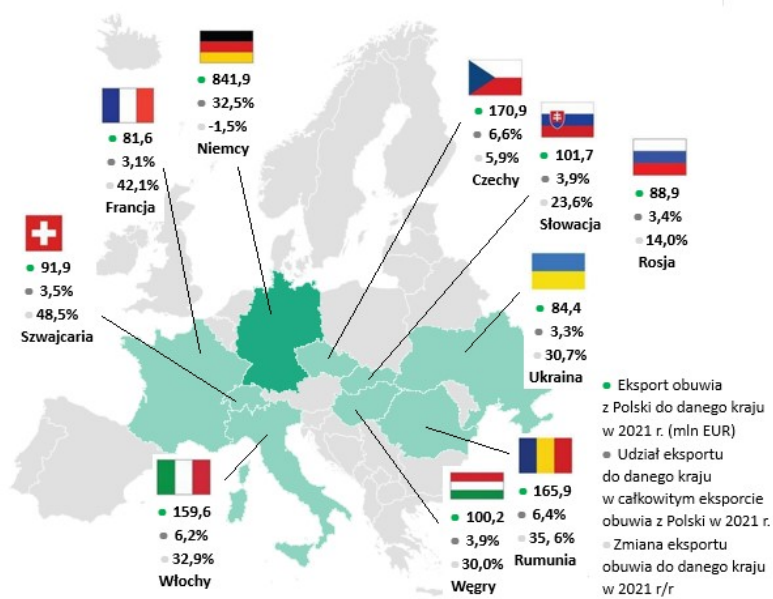 841,9
32,5%
-1,5%
Niemcy
81,6
3,1%
42,1%
Francja
170,9
6,6%
5,9%
Czechy
101,7
3,9%
23,6%
Słowacja
88,9
3,4%
14,0%
Rosja
91,9
3,5%
48,5%
Szwajcaria
84,4
3,3%
30,7%
Ukraina
159,6
6,2%
32,9%
Włochy
100,2
3,9%
30,0%
Węgry
165,9
6,4%
35, 6%
Rumunia
Eksport obuwia
z Polski do danego kraju
w 2021 r. (mln EUR)
Udział eksportu
do danego kraju
w całkowitym eksporcie
obuwia z Polski w 2021 r.
Zmiana eksportu
obuwia do danego kraju
w 2021 r/r